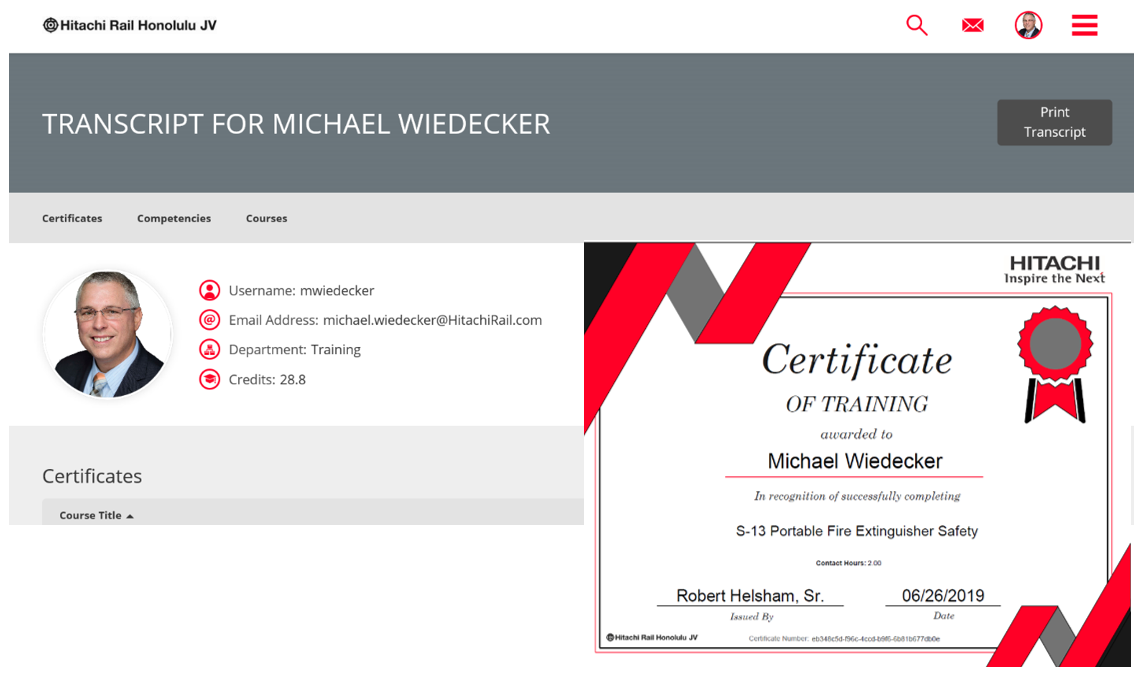 Hitachi Rail Honolulu JV
TRANSCRIPT FOR MICHAEL WIEDECKER
Print
Transcript
Certificates
Competencies
Courses
Username: mwiedecker
Email Address: michael.wiedecker@HitachiRail.com
Department: Training
Credits: 28.8
Certificates
Course Title
HITACHI
Inspire the Next
Certificate
OF TRAINING
awarded to
Michael Wiedecker
In recognition of successfully completing
S-13 Portable Fire Extinguisher Safety
Contact Hours: 2.00
Robert Helsham, Sr.
06/26/2019
Issued By
Date
Hitachi Rail Honolulu JV
Certificate Number: eb348c5d-f96c-4ccd-b9f6-6b81b677db0e